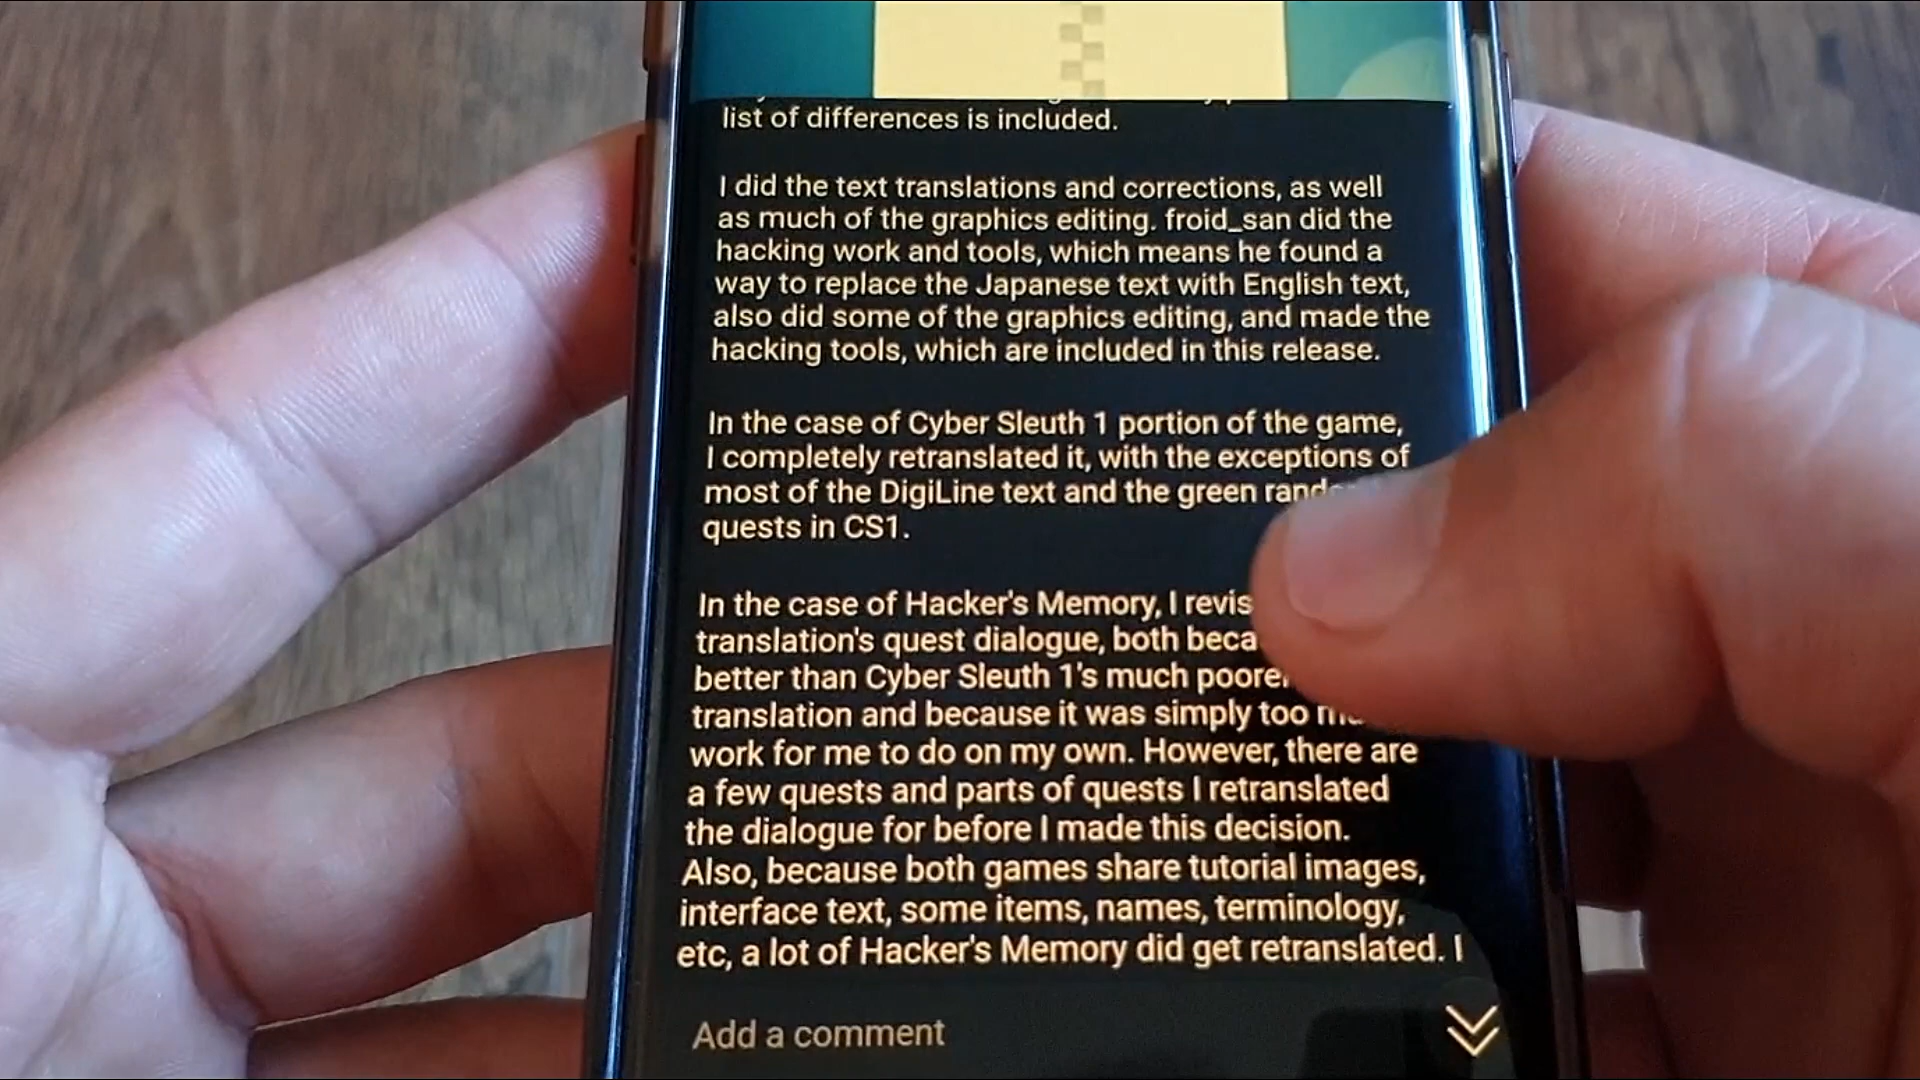 list of differences is included.
I did the text translations and corrections, as well
as much of the graphics editing. froid_san did the
hacking work and tools, which means he found a
way to replace the Japanese text with English text,
also did some of the graphics editing, and made the
hacking tools, which are included in this release.
In the case of Cyber Sleuth 1 portion of the game,
I completely retranslated it, with the exceptions of
most of the DigiLine text and the green
quests in CS1.
In the case of Hacker's Memory, I
translation's quest dialogue, both
better than Cyber Sleuth 1's much
translation and because it was simply too
work for me to do on my own. However, there are
a few quests and parts of quests I retranslated
the dialogue for before I made this decision.
Also, because both games share tutorial images,
interface text, some items, names, terminology,
etc, a lot of Hacker's Memory did get retranslated. I
Add a comment